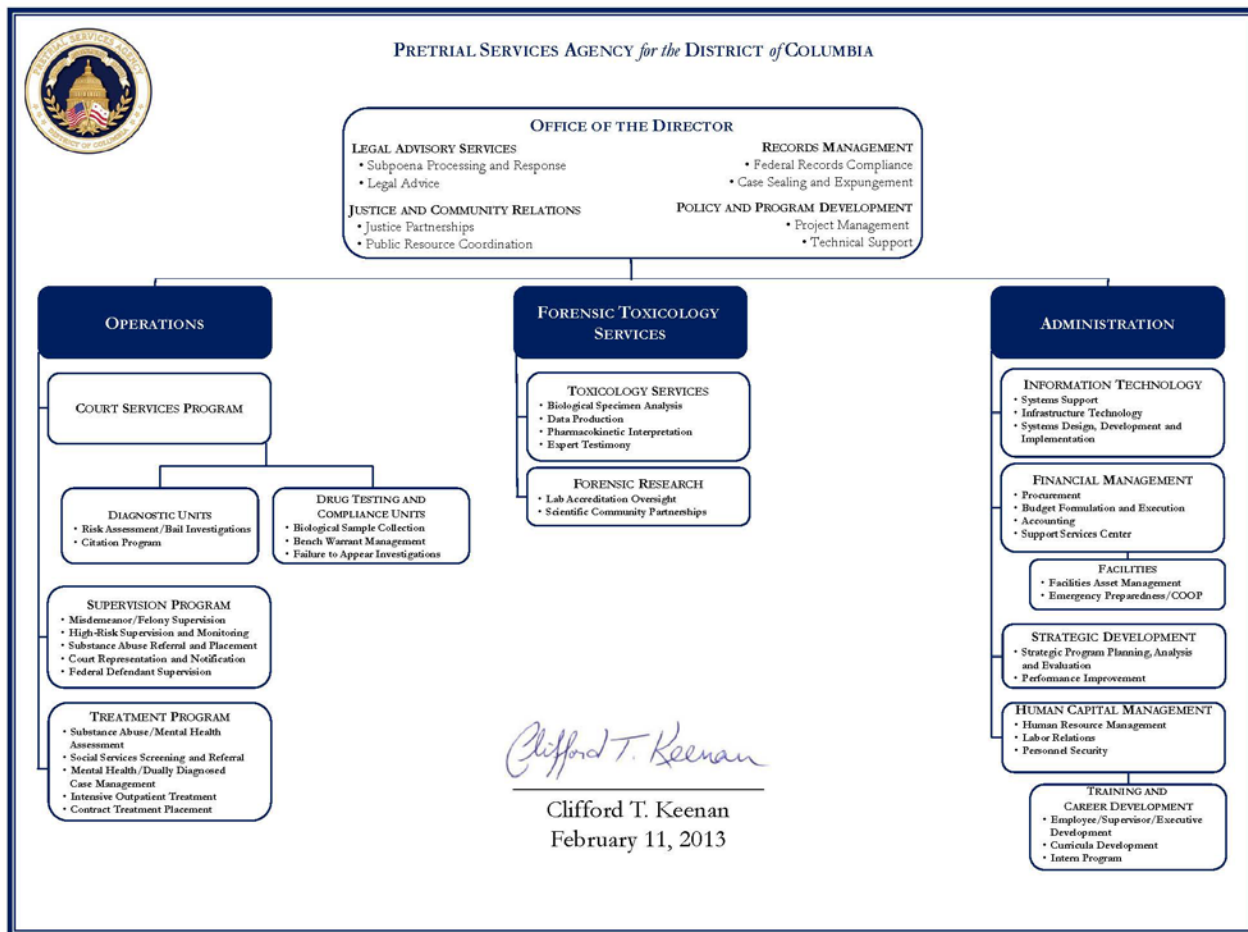 PRETRIAL SERVICES AGENCY for the DISTRICT of COLUMBIA
PRETRIAL SERVICES AGENCY
DISTRICT OF COLUMBIA
OFFICE OF THE DIRECTOR
LEGAL ADVISORY SERVICES
• Subpoena Processing and Response
• Legal Advice
JUSTICE AND COMMUNITY RELATIONS
• Justice Partnerships
• Public Resource Coordination
RECORDS MANAGEMENT
• Federal Records Compliance
• Case Sealing and Expungement
POLICY AND PROGRAM DEVELOPMENT
• Project Management
• Technical Support
OPERATIONS
COURT SERVICES PROGRAM
DIAGNOSTIC UNITS
• Risk Assessment/Bail Investigations
• Citation Program
DRUG TESTING AND
COMPLIANCE UNITS
• Biological Sample Collection
• Bench Warrant Management
• Failure to Appear Investigations
SUPERVISION PROGRAM
• Misdemeanor/Felony Supervision
• High-Risk Supervision and Monitoring
• Substance Abuse Referral and Placement
• Court Representation and Notification
• Federal Defendant Supervision
TREATMENT PROGRAM
• Substance Abuse/Mental Health
Assessment
• Social Services Screening and Referral
• Mental Health/Dually Diagnosed
Case Management
• Intensive Outpatient Treatment
• Contract Treatment Placement
FORENSIC TOXICOLOGY
SERVICES
TOXICOLOGY SERVICES
• Biological Specimen Analysis
• Data Production
• Pharmacokinetic Interpretation
• Expert Testimony
FORENSIC RESEARCH
• Lab Accreditation Oversight
• Scientific Community Partnerships
ADMINISTRATION
INFORMATION TECHNOLOGY
• Systems Support
• Infrastructure Technology
• Systems Design, Development and
Implementation
FINANCIAL MANAGEMENT
• Procurement
• Budget Formulation and Execution
• Accounting
• Support Services Center
FACILITIES
• Facilities Asset Management
• Emergency Preparedness/COOP
STRATEGIC DEVELOPMENT
• Strategic Program Planning, Analysis
and Evaluation
• Performance Improvement
HUMAN CAPITAL MANAGEMENT
• Human Resource Management
• Labor Relations
• Personnel Security
TRAINING AND
CAREER DEVELOPMENT
• Employee/Supervisor/Executive
Development
• Curricula Development
• Intern Program
Clifford T. Keenan
Clifford T. Keenan
February 11, 2013